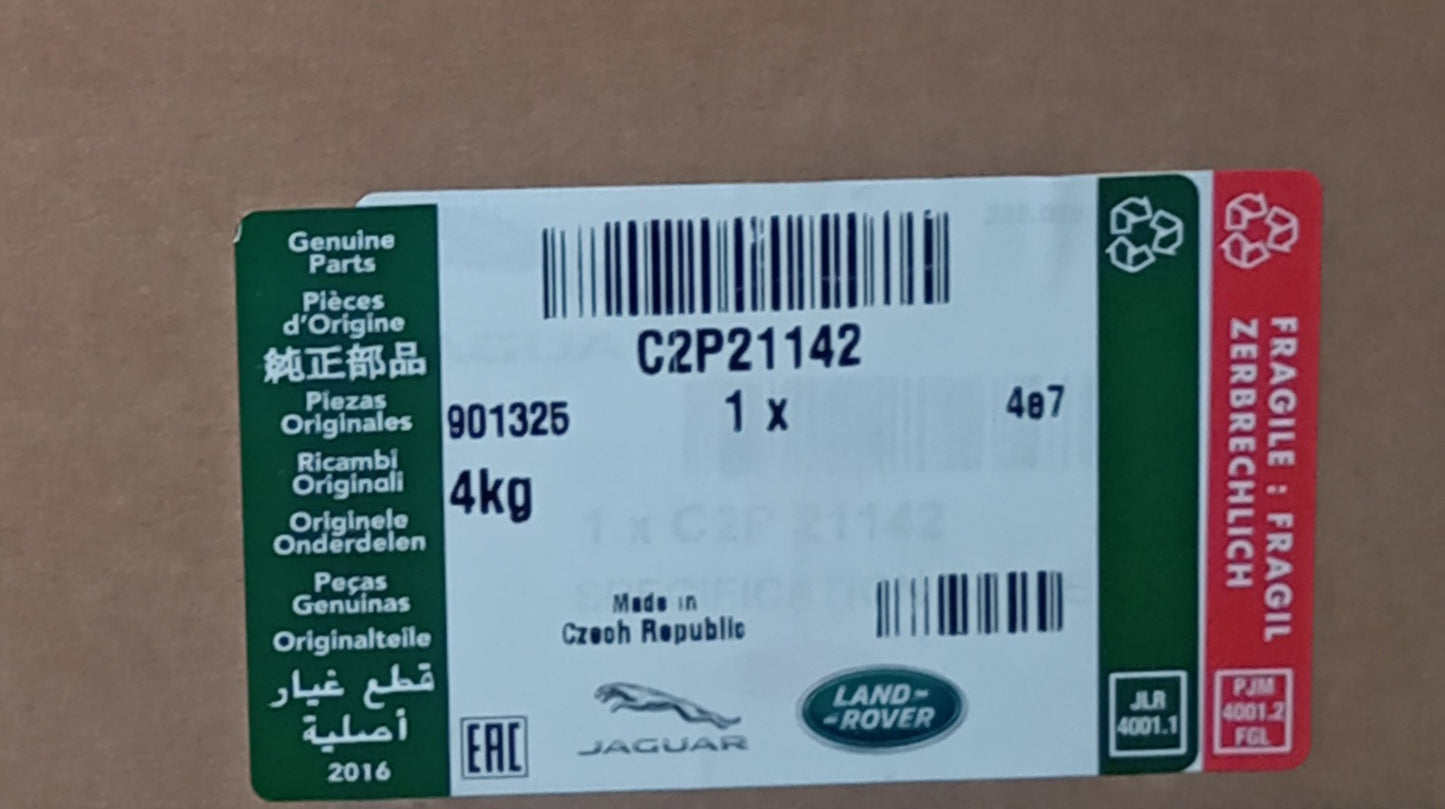 Genuine
Parts
Pièces
d'Origine
純正部品
Piezas
Originales
Ricambi
Originali
Originele
Onderdelen
Peças
Genuínas
Originalteile
قطع غيار
أصلية
2016
C2P21142
901325
1 x
4e7
4kg
1 x C2P 21142
Made in
Czech Republic
EAC
JAGUAR
LAND-
-ROVER
JLR
4001.1
FRAGILE : FRAGIL
ZERBRECHLICH
PJM
4001.2
FGL